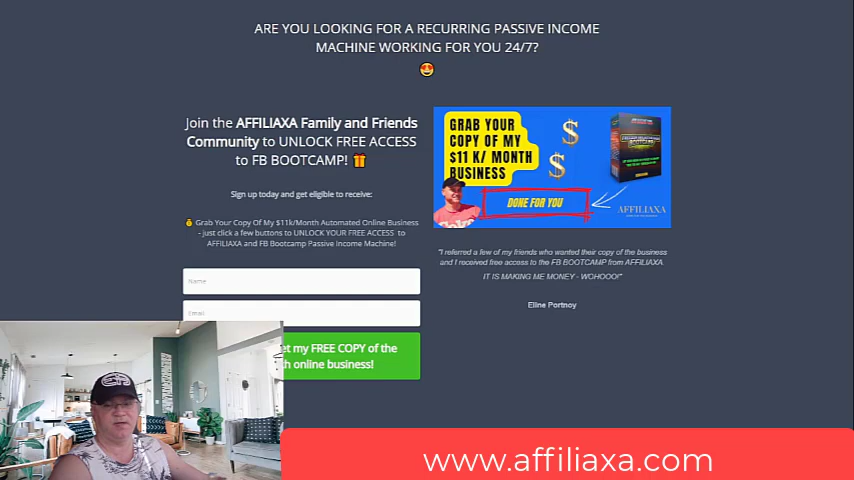 ARE YOU LOOKING FOR A RECURRING PASSIVE INCOME
MACHINE WORKING FOR YOU 24/7?
Join the AFFILIAXA Family and Friends
Community to UNLOCK FREE ACCESS
to FB BOOTCAMP!
Sign up today and get eligible to receive:
Grab Your Copy Of My $11k/Month Automated Online Business
- just click a few buttons to UNLOCK YOUR FREE ACCESS to
AFFILIAXA and FB Bootcamp Passive Income Machine!
Name
Email
et my FREE COPY of the
h online business!
GRAB YOUR
COPY OF MY
$11 K/ MONTH
BUSINESS
$
$
DONE FOR YOU
AFFILIAXA
"I referred a few of my friends who wanted their copy of the business
and I received free access to the FB BOOTCAMP from AFFILIAXA.
IT IS MAKING ME MONEY - WOHOOO!"
Eline Portnoy
www.affiliaxa.com